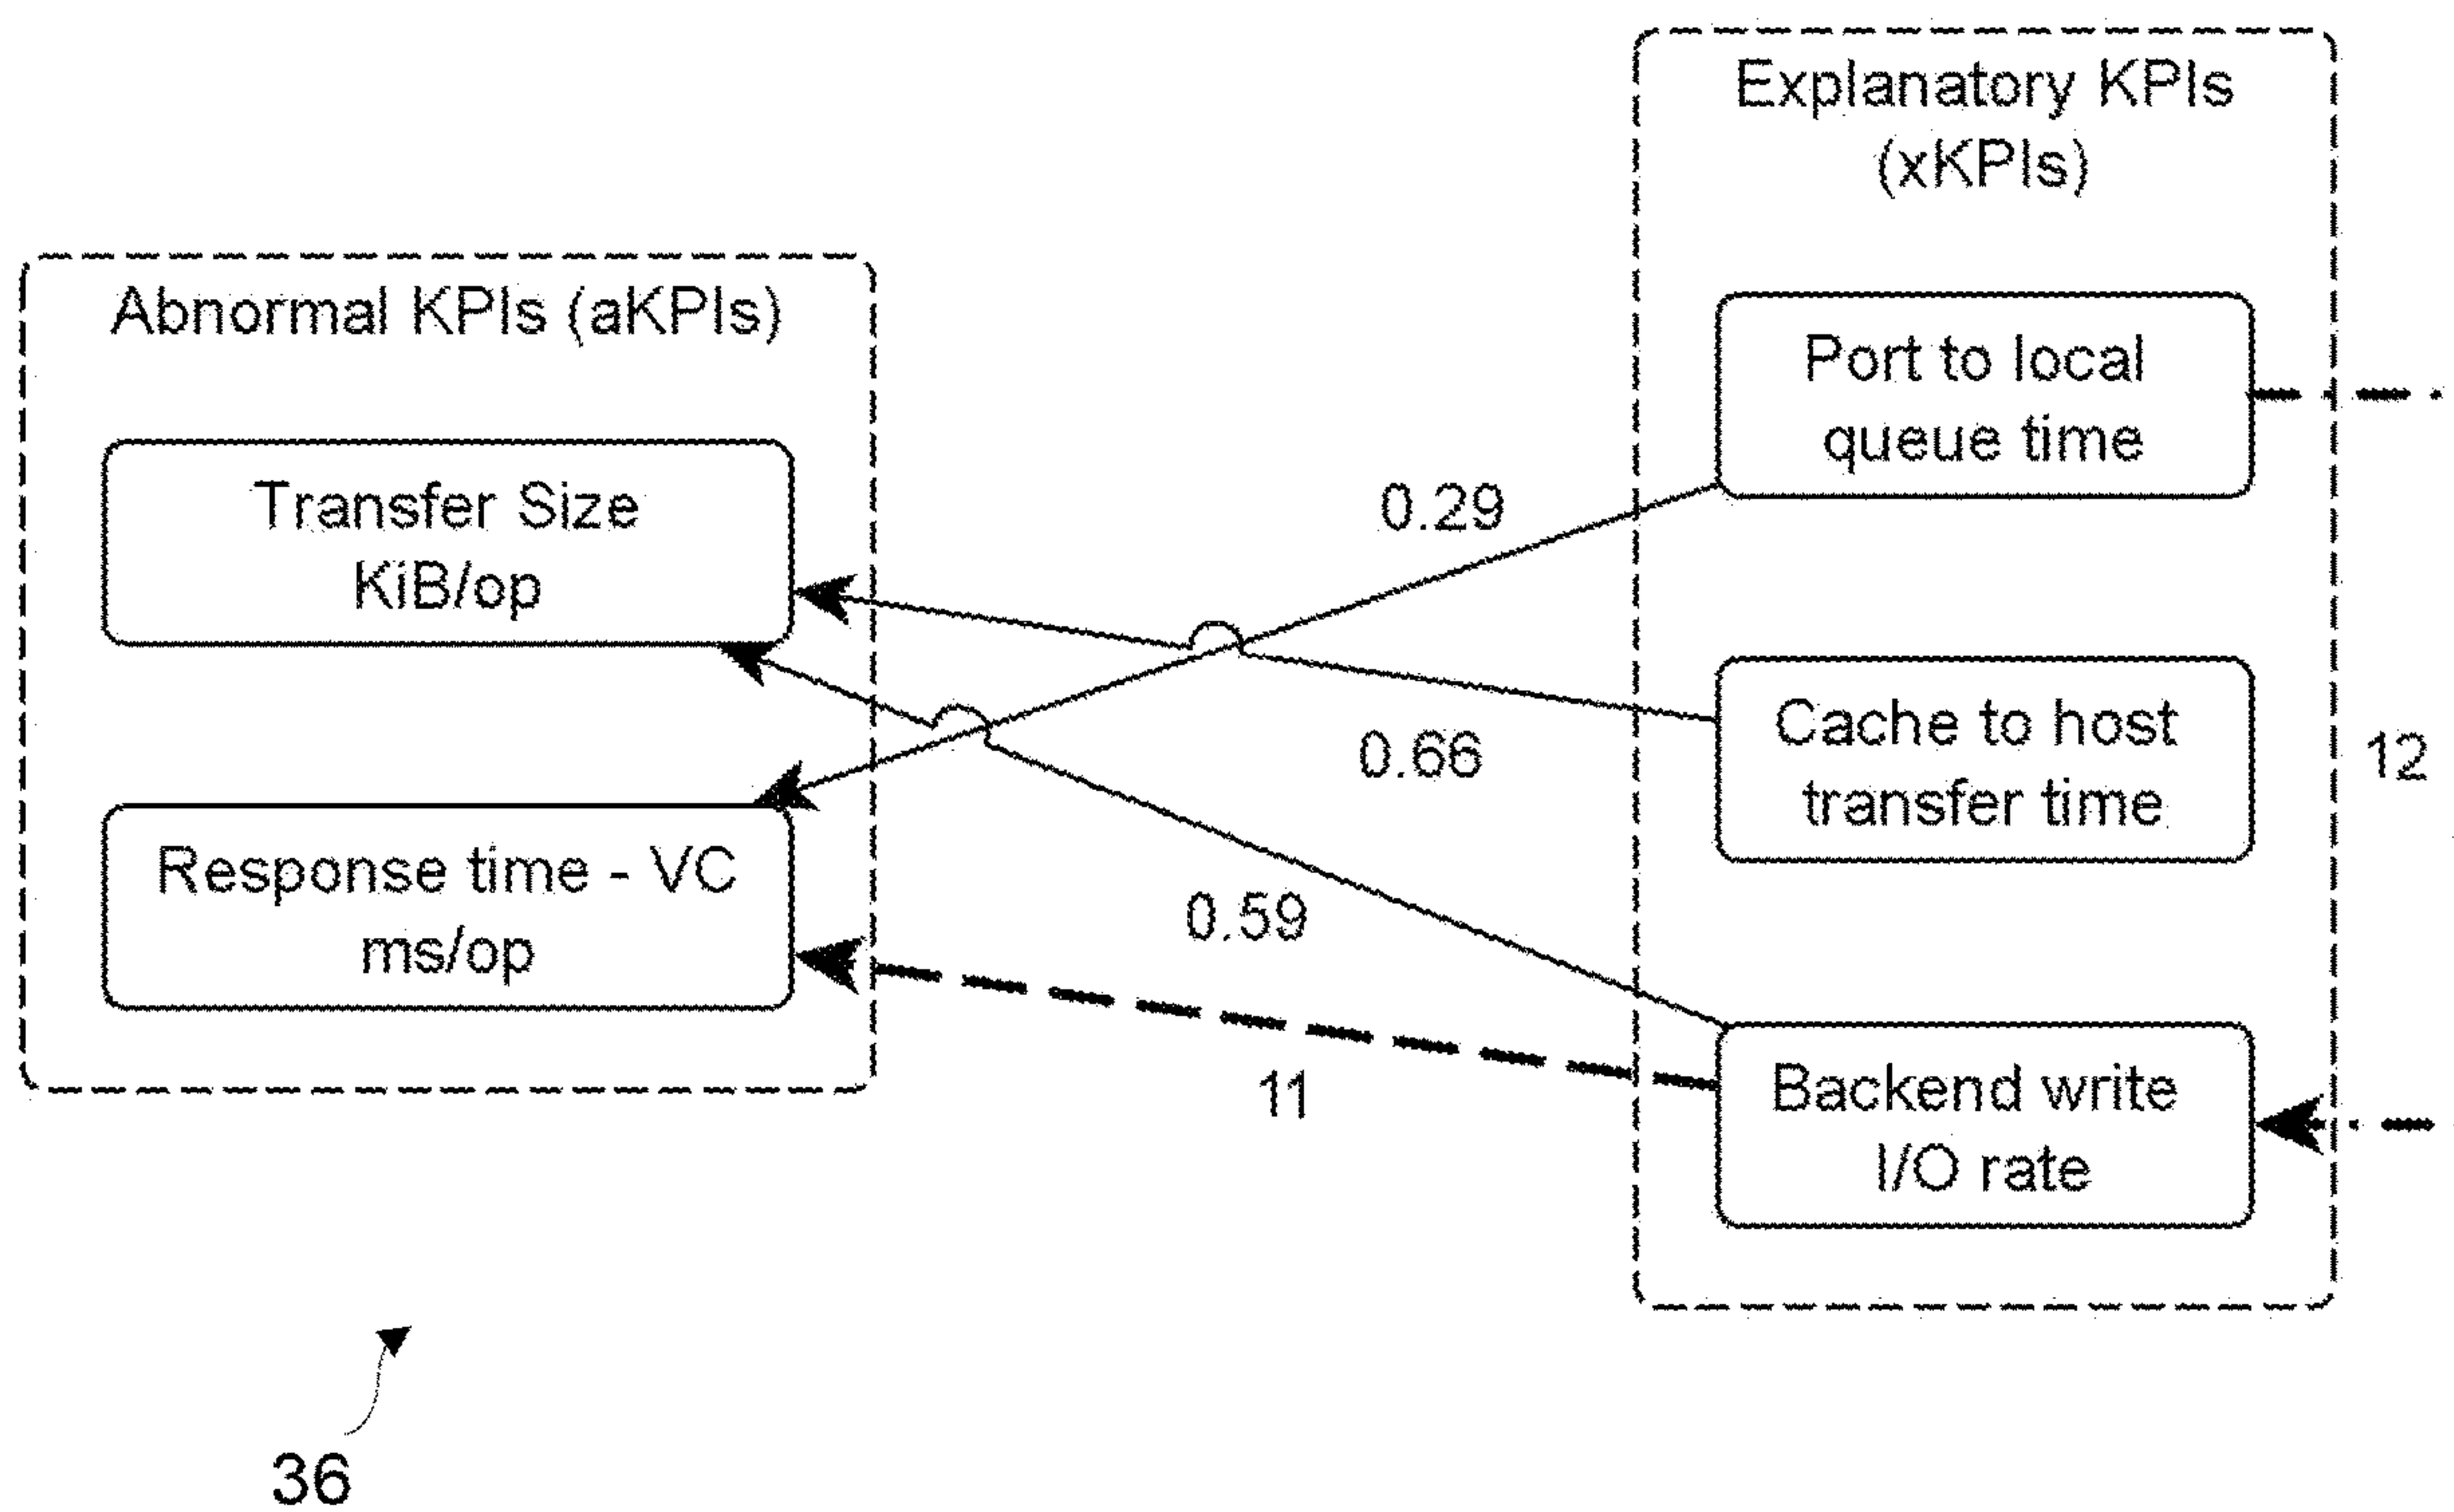 Explanatory KPIs
(xKPIs)
Abnormal KPIs (aKPIs)
Port to local
queue time
Transfer Size
KiB/op
0.29
0.66
Cache to host
transfer time
12
Response time - VC
ms/op
0.59
11
Backend write
I/O rate
36